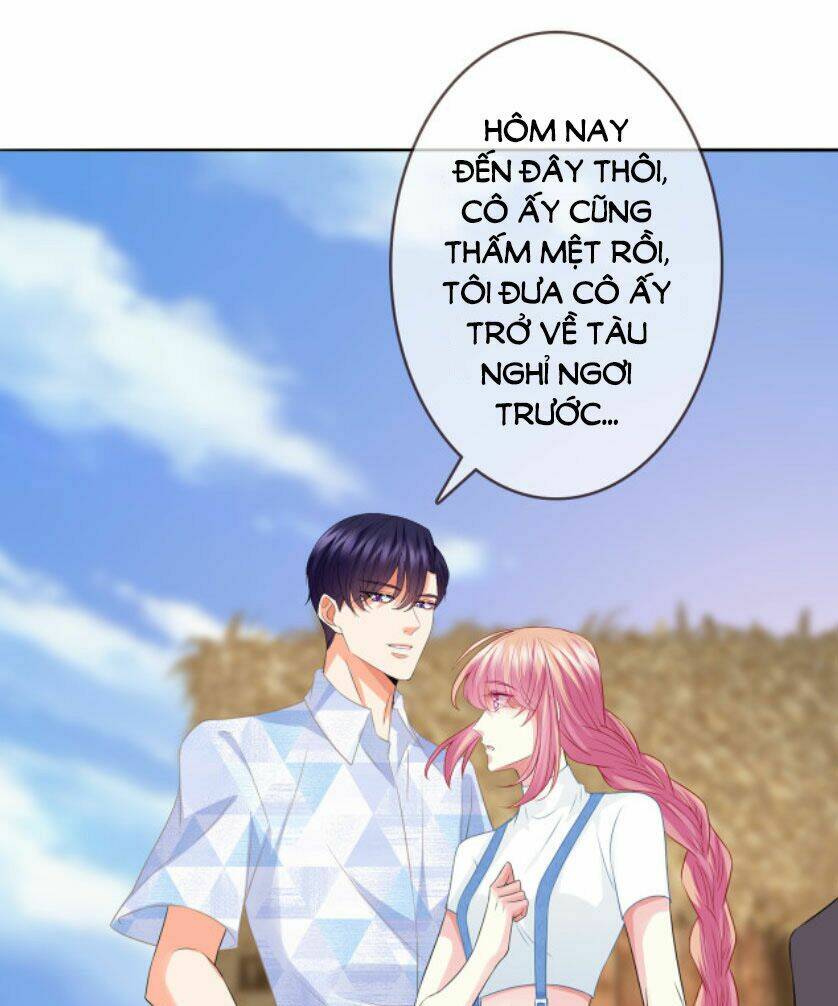 HÔM NAY
ĐẾN ĐÂY THÔI,
CÔ ẤY CŨNG
THẤM MỆT RỒI,
TÔI ĐƯA CÔ ẤY
TRỞ VỀ TÀU
NGHỈ NGƠI
TRƯỚC...